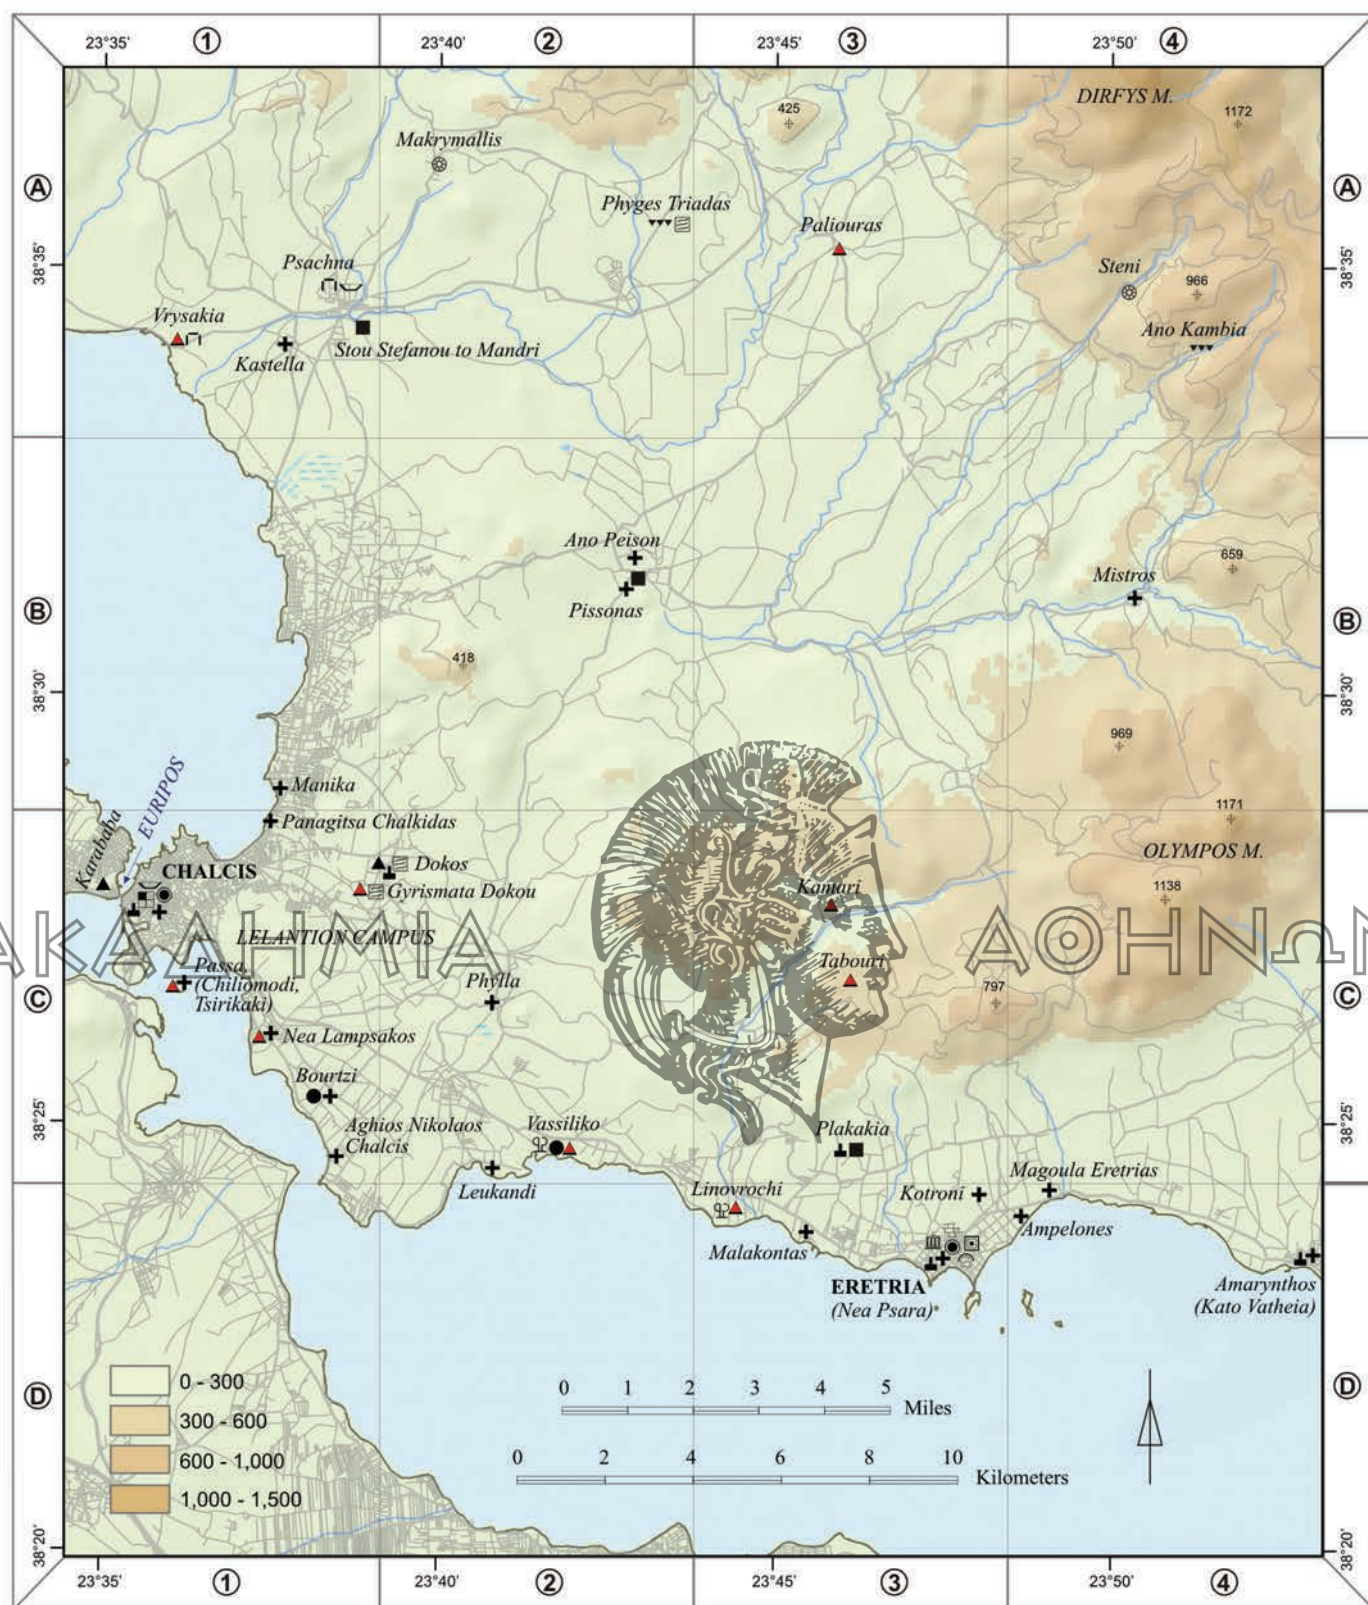 23°35'
①
23°40'
②
23°45'
③
23°50'
④
DIRFYS M.
425
1172
Makrymallis
Ⓐ
Ⓐ
Phyges Triadas
Paliouras
38°35'
38°35'
Psachna
Steni
966
Vrysakia
Ano Kambia
Stou Stefanou to Mandri
Kastella
Ano Peison
659
Mistros
Ⓑ
Ⓑ
Pissonas
418
38°30'
38°30'
969
Manika
EURIPOS
Karababa
Panagitsa Chalkidas
1171
CHALCIS
Dokos
OLYMPOS M.
Gyrismata Dokou
Kamari
1138
LELANTION CAMPUS
ΑΚΑΔΗΜΙΑ
ΑΘΗΝΩΝ
Passa,
(Chiliomodi,
Tsirikaki)
Phylla
Tabouri
797
Ⓒ
Ⓒ
Nea Lampsakos
Bourtzi
38°25'
38°25'
Aghios Nikolaos
Chalcis
Vassiliko
Plakakia
Leukandi
Linovrochi
Kotroni
Magoula Eretrias
Malakontas
Ampelones
ERETRIA
(Nea Psara)
Amarynthos
(Kato Vatheia)
Ⓓ
Ⓓ
0 - 300
300 - 600
600 - 1,000
1,000 - 1,500
0 1 2 3 4 5
Miles
0 2 4 6 8 10
Kilometers
38°20'
38°20'
23°35'
①
23°40'
②
23°45'
③
23°50'
④